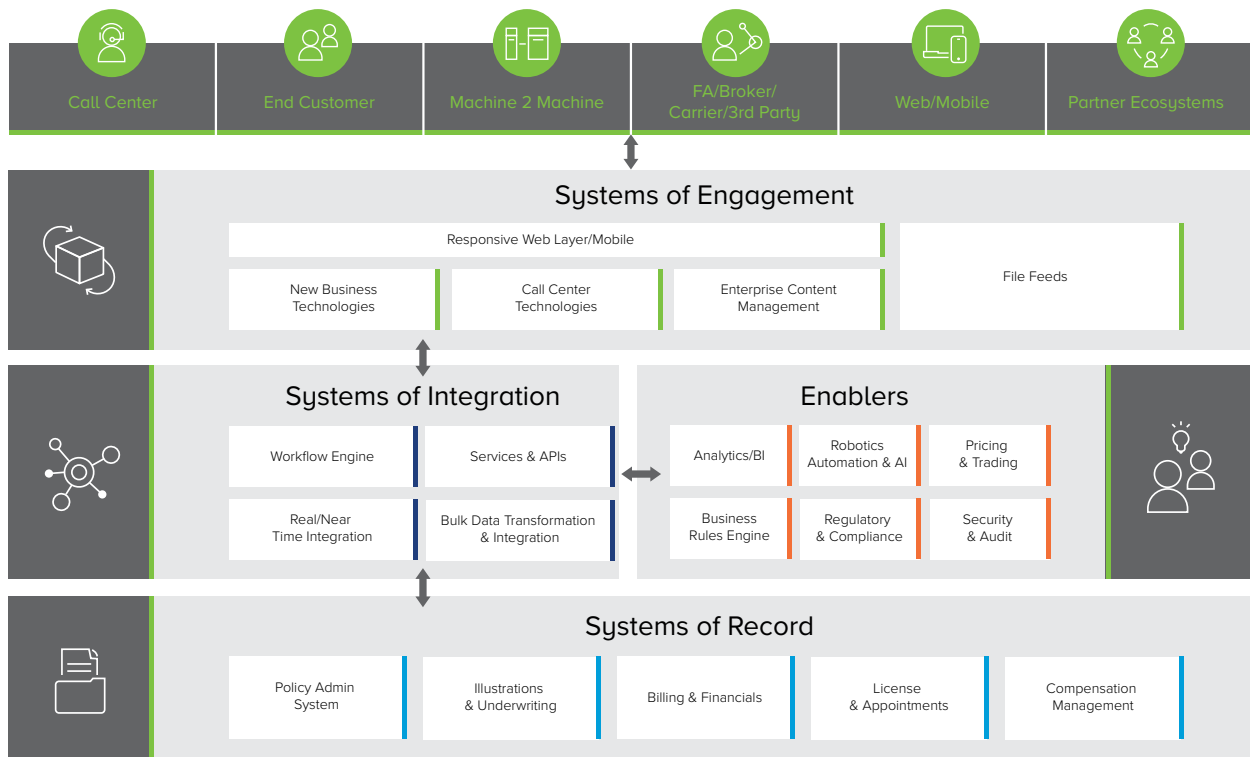 Call Center
End Customer
Machine 2 Machine
FA/Broker/
Carrier/3rd Party
Web/Mobile
Partner Ecosystems
Systems of Engagement
Responsive Web Layer/Mobile
File Feeds
New Business
Technologies
Call Center
Technologies
Enterprise Content
Management
Systems of Integration
Workflow Engine
Services & APIs
Real/Near
Time Integration
Bulk Data Transformation
& Integration
Enablers
Analytics/BI
Robotics
Automation & AI
Pricing
& Trading
Business
Rules Engine
Regulatory
& Compliance
Security
& Audit
Systems of Record
Policy Admin
System
Illustrations
& Underwriting
Billing & Financials
License
& Appointments
Compensation
Management